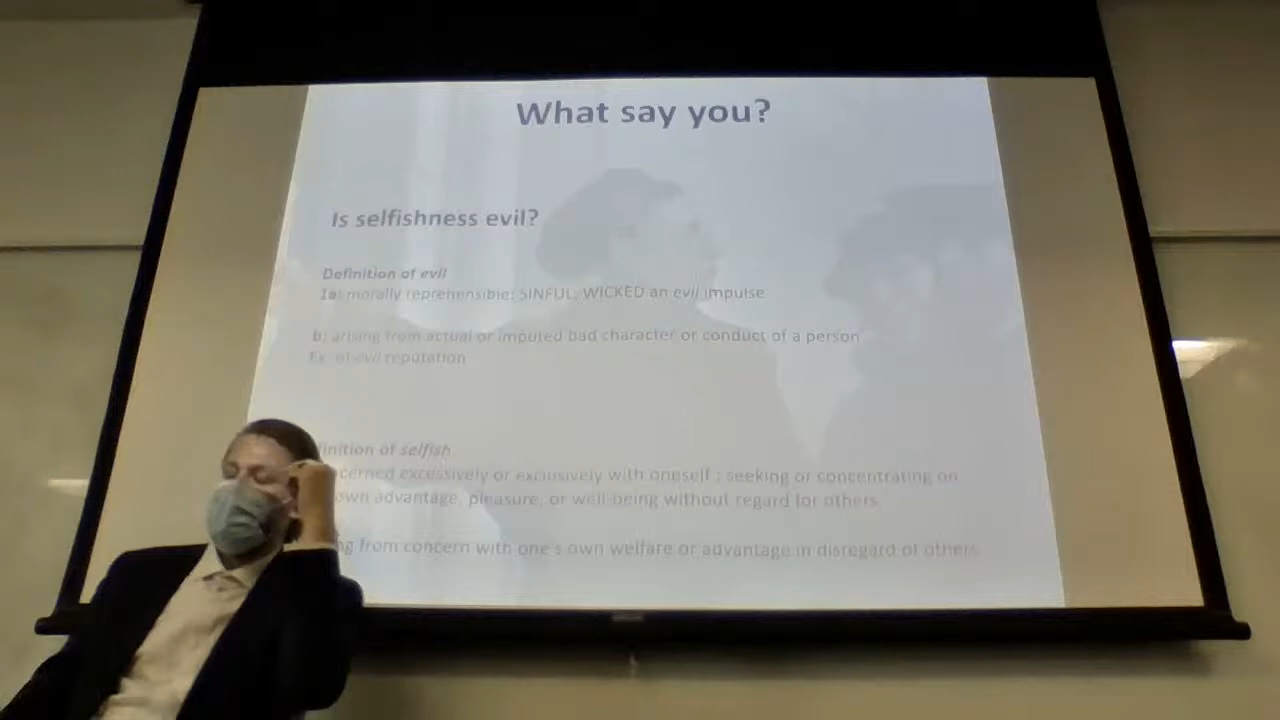 What say you?
Is selfishness evil?
Definition of evil
1a: morally reprehensible: SINFUL, WICKED an evil impulse
b: arising from actual or imputed bad character or conduct of a person
Ex. of evil reputation
inition of selfish
cerned excessively or exclusively with oneself : seeking or concentrating on
own advantage, pleasure, or well-being without regard for others
ng from concern with one's own welfare or advantage in disregard of others